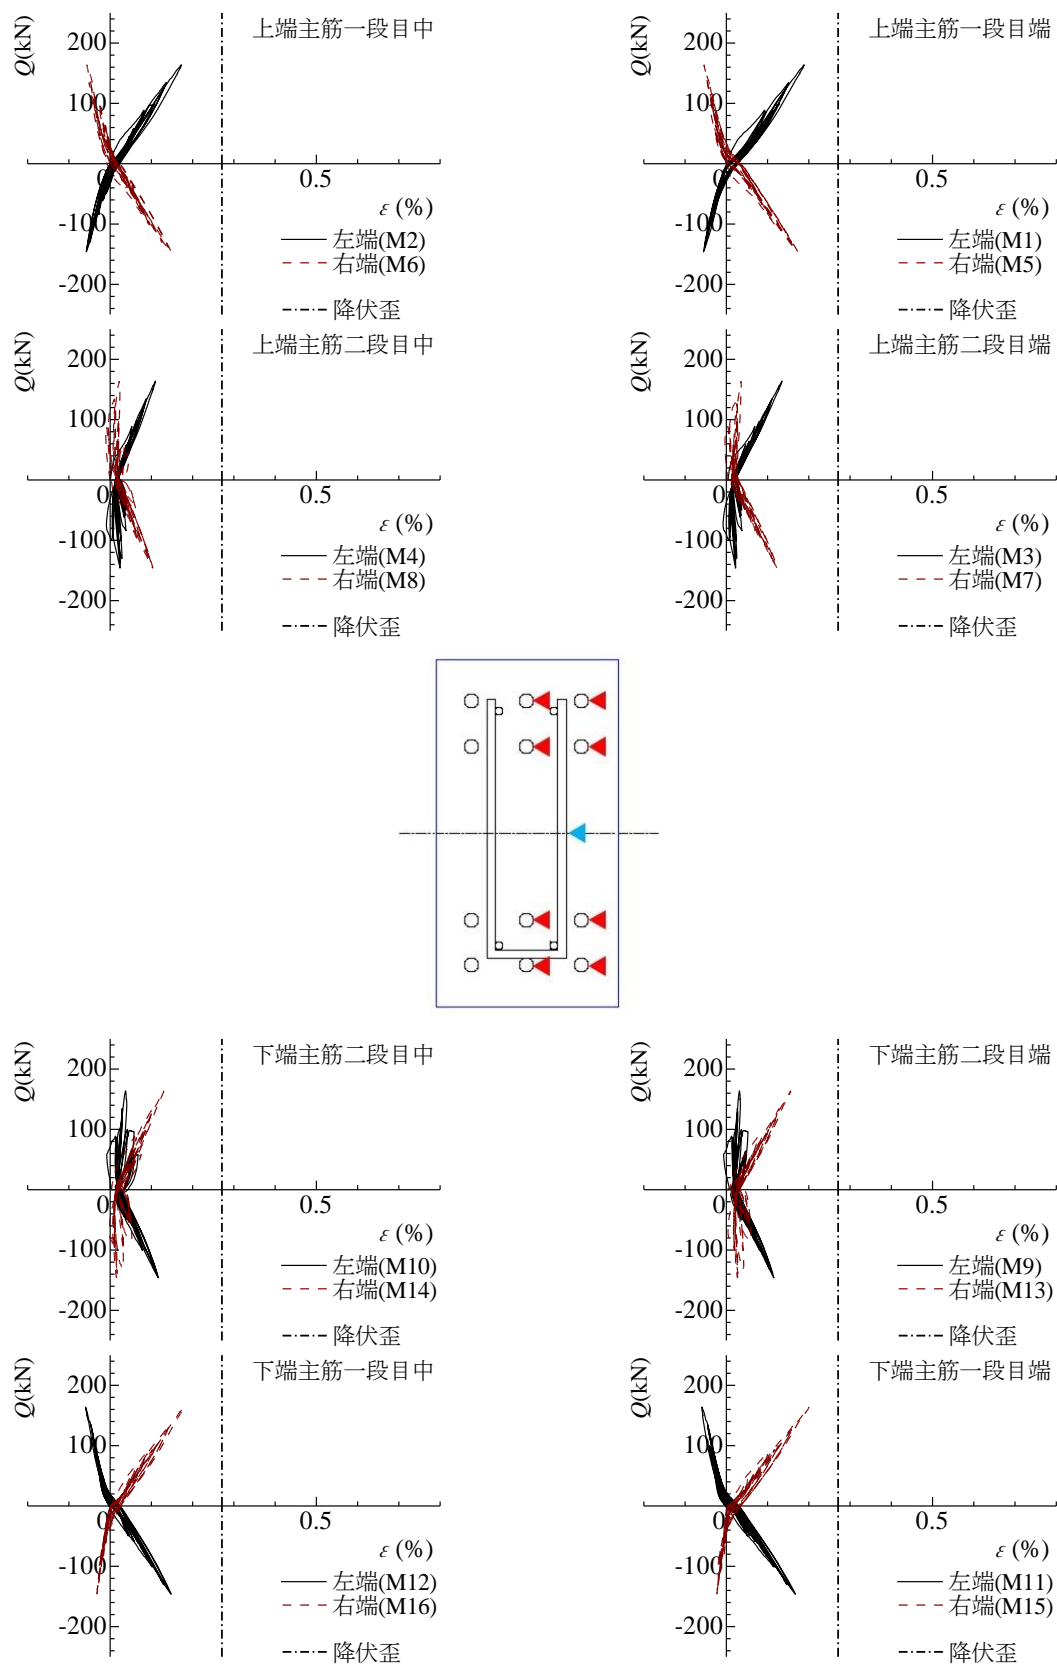 上端主筋一段目中
Q(kN)
200
100
0
0.5
-100
-200
ε (%)
左端(M2)
右端(M6)
降伏歪
上端主筋一段目端
Q(kN)
200
100
0
0.5
-100
-200
ε (%)
左端(M1)
右端(M5)
降伏歪
上端主筋二段目中
Q(kN)
200
100
0
0.5
-100
-200
ε (%)
左端(M4)
右端(M8)
降伏歪
上端主筋二段目端
Q(kN)
200
100
0
0.5
-100
-200
ε (%)
左端(M3)
右端(M7)
降伏歪
下端主筋二段目中
Q(kN)
200
100
0
0.5
-100
-200
ε (%)
左端(M10)
右端(M14)
降伏歪
下端主筋二段目端
Q(kN)
200
100
0
0.5
-100
-200
ε (%)
左端(M9)
右端(M13)
降伏歪
下端主筋一段目中
Q(kN)
200
100
0
0.5
-100
-200
ε (%)
左端(M12)
右端(M16)
降伏歪
下端主筋一段目端
Q(kN)
200
100
0
0.5
-100
-200
ε (%)
左端(M11)
右端(M15)
降伏歪